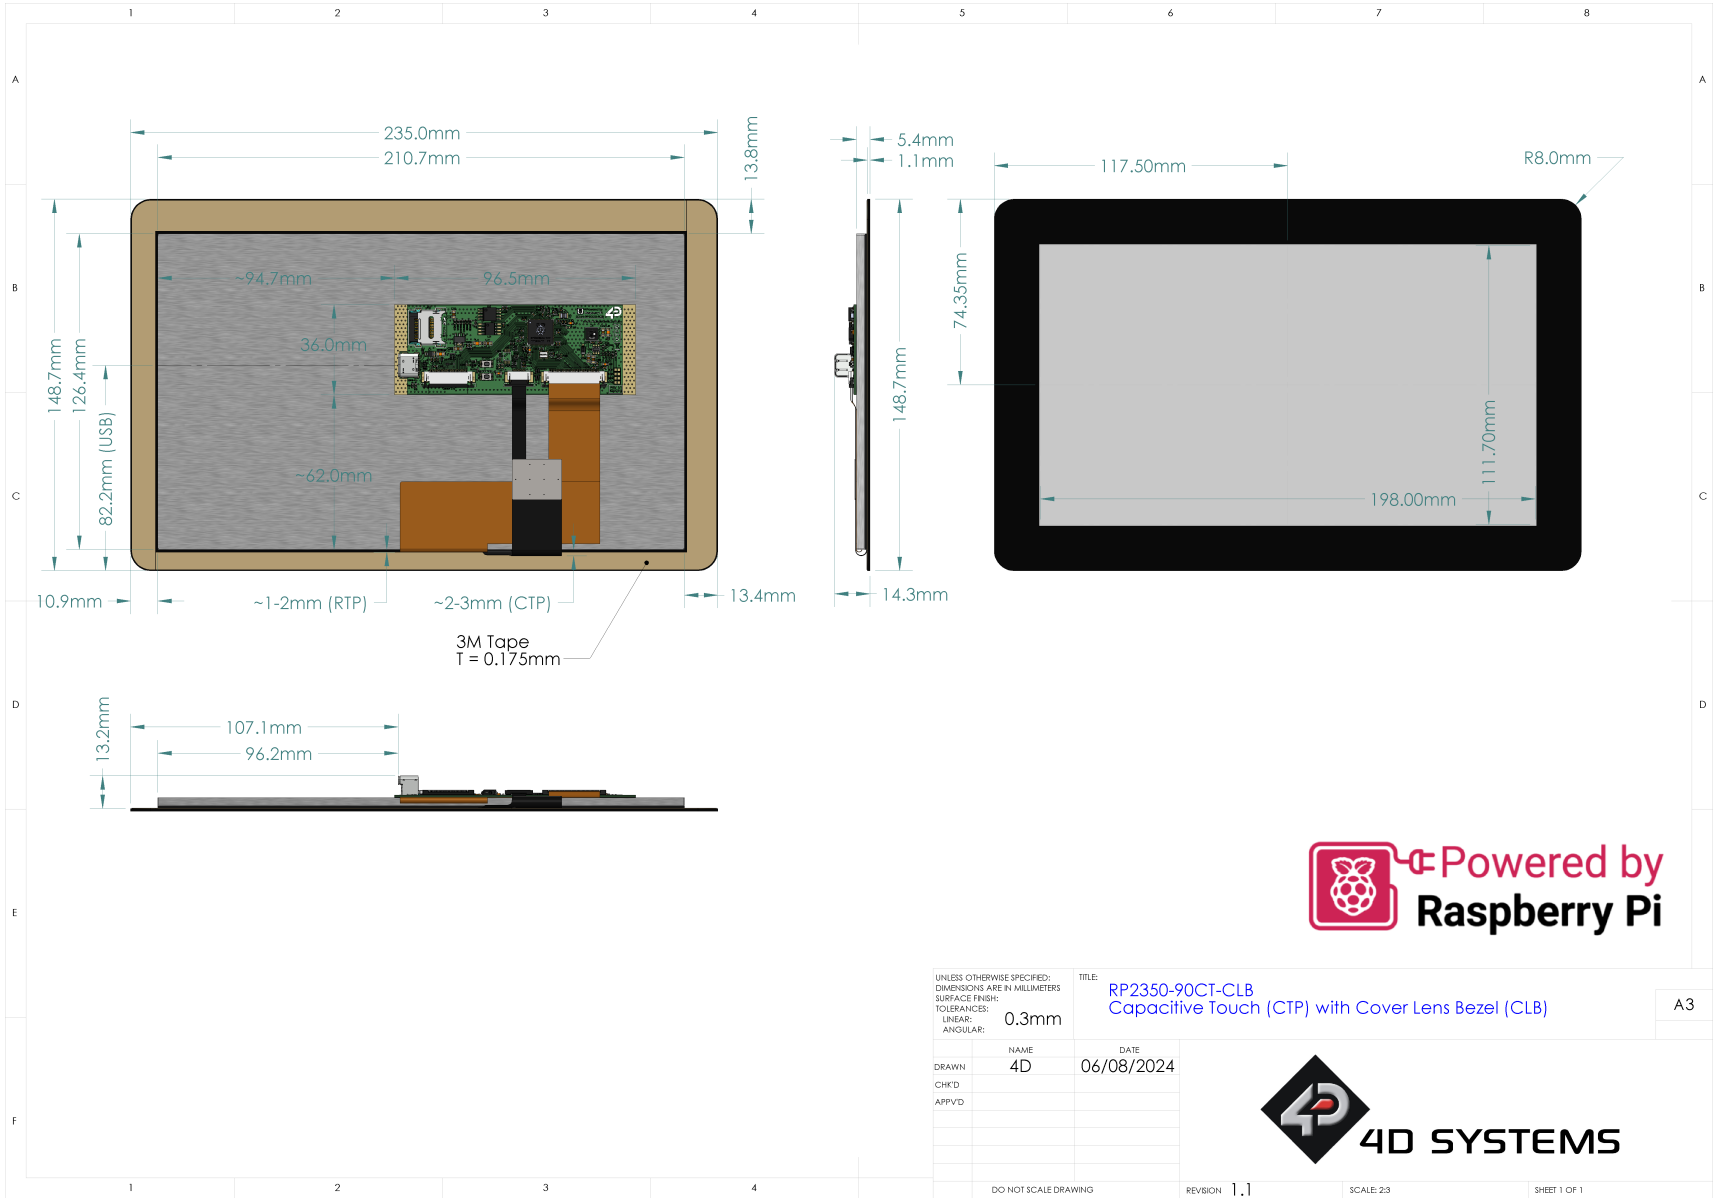 1 2 3 4 5 6 7 8
A A
235.0mm
210.7mm
13.8mm
5.4mm
1.1mm
117.50mm
R8.0mm
B B
~94.7mm
96.5mm
4D
36.0mm
74.35mm
148.7mm
126.4mm
82.2mm (USB)
148.7mm
111.70mm
198.00mm
~62.0mm
C C
10.9mm
~1-2mm (RTP)
~2-3mm (CTP)
13.4mm
14.3mm
3M Tape
T = 0.175mm
D D
13.2mm
107.1mm
96.2mm
E E
Powered by
Raspberry Pi
UNLESS OTHERWISE SPECIFIED:
DIMENSIONS ARE IN MILLIMETERS
SURFACE FINISH:
TOLERANCES:
LINEAR:
ANGULAR:
0.3mm
TITLE:
RP2350-90CT-CLB
Capacitive Touch (CTP) with Cover Lens Bezel (CLB)
A3
NAME DATE
DRAWN 4D 06/08/2024
CHK'D
APPV'D
F
4D
4D SYSTEMS
1 2 3 4
DO NOT SCALE DRAWING
REVISION 1.1
SCALE: 2:3
SHEET 1 OF 1